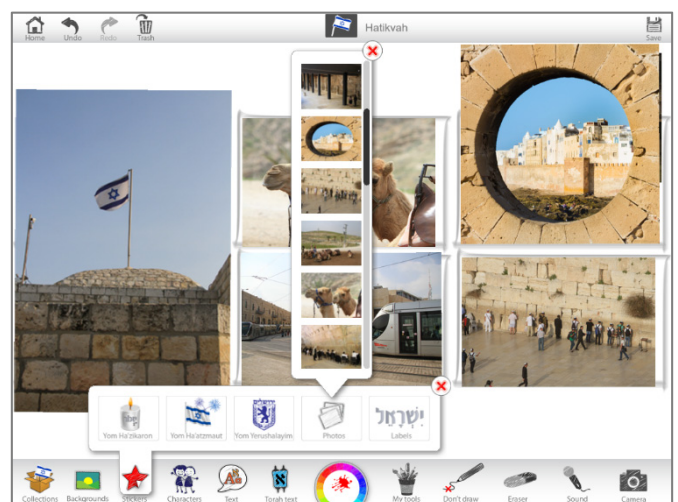 Home Undo Redo Trash Hatikvah Save
Yom Ha'zikaron Yom Ha'atzmaut Yom Yerushalayim Photos Labels
יִשְׂרָאֵל
Collections Backgrounds Stickers Characters Text Torah text My tools Don't draw Eraser Sound Camera